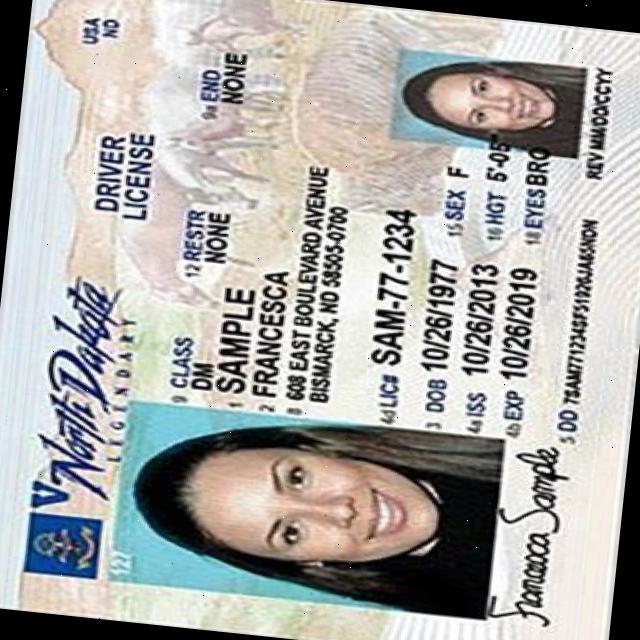 North Dakota
LEGENDARY
DRIVER
LICENSE
USA
ND
9 CLASS
DM
12 RESTR
NONE
9a END
NONE
1 SAMPLE
2 FRANCESCA
8 608 EAST BOULEVARD AVENUE
BISMARCK, ND 58505-0700
4d LIC# SAM-77-1234
3 DOB 10/26/1977
15 SEX F
4a ISS 10/26/2013
16 HGT 5'-05"
4b EXP 10/26/2019
18 EYES BRO
Francesca Sample
5 DD
REV MM/DD/CCYY